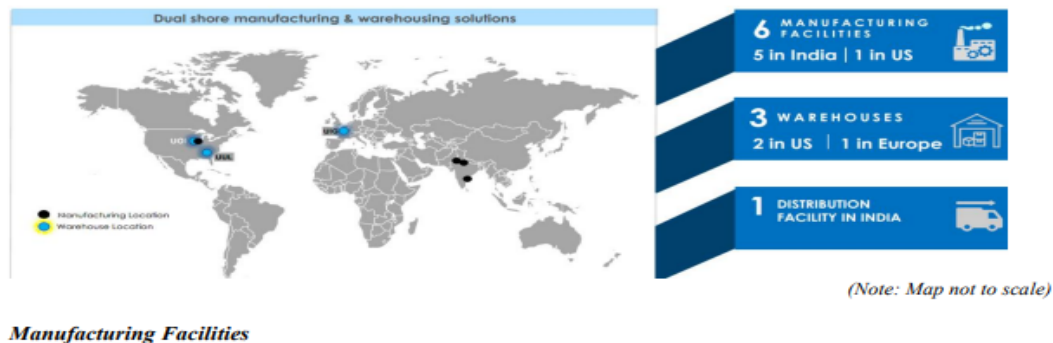 Dual shore manufacturing & warehousing solutions
6 MANUFACTURING
FACILITIES
5 in India | 1 in US
3 WAREHOUSES
2 in US | 1 in Europe
1 DISTRIBUTION
FACILITY IN INDIA
Manufacturing Location
Warehouse Location
(Note: Map not to scale)
Manufacturing Facilities